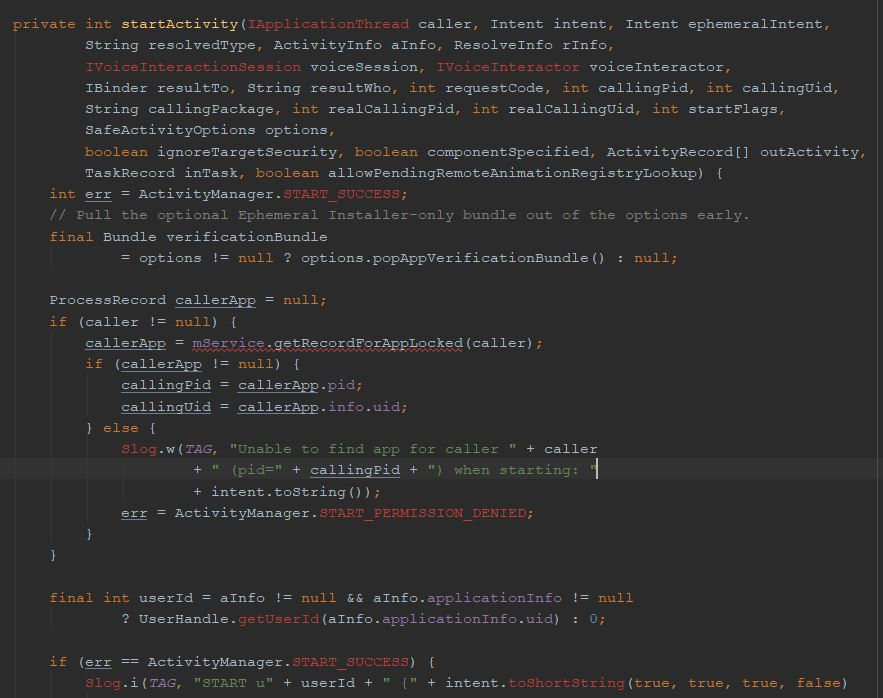 private int startActivity(IApplicationThread caller, Intent intent, Intent ephemeralIntent,
        String resolvedType, ActivityInfo aInfo, ResolveInfo rInfo,
        IVoiceInteractionSession voiceSession, IVoiceInteractor voiceInteractor,
        IBinder resultTo, String resultWho, int requestCode, int callingPid, int callingUid,
        String callingPackage, int realCallingPid, int realCallingUid, int startFlags,
        SafeActivityOptions options,
        boolean ignoreTargetSecurity, boolean componentSpecified, ActivityRecord[] outActivity,
        TaskRecord inTask, boolean allowPendingRemoteAnimationRegistryLookup) {
    int err = ActivityManager.START_SUCCESS;
    // Pull the optional Ephemeral Installer-only bundle out of the options early.
    final Bundle verificationBundle
            = options != null ? options.popAppVerificationBundle() : null;

    ProcessRecord callerApp = null;
    if (caller != null) {
        callerApp = mService.getRecordForAppLocked(caller);
        if (callerApp != null) {
            callingPid = callerApp.pid;
            callingUid = callerApp.info.uid;
        } else {
            Slog.w(TAG, "Unable to find app for caller " + caller
                    + " (pid=" + callingPid + ") when starting: "
                    + intent.toString());
            err = ActivityManager.START_PERMISSION_DENIED;
        }
    }

    final int userId = aInfo != null && aInfo.applicationInfo != null
            ? UserHandle.getUserId(aInfo.applicationInfo.uid) : 0;

    if (err == ActivityManager.START_SUCCESS) {
        Slog.i(TAG, "START u" + userId + " {" + intent.toShortString(true, true, true, false)